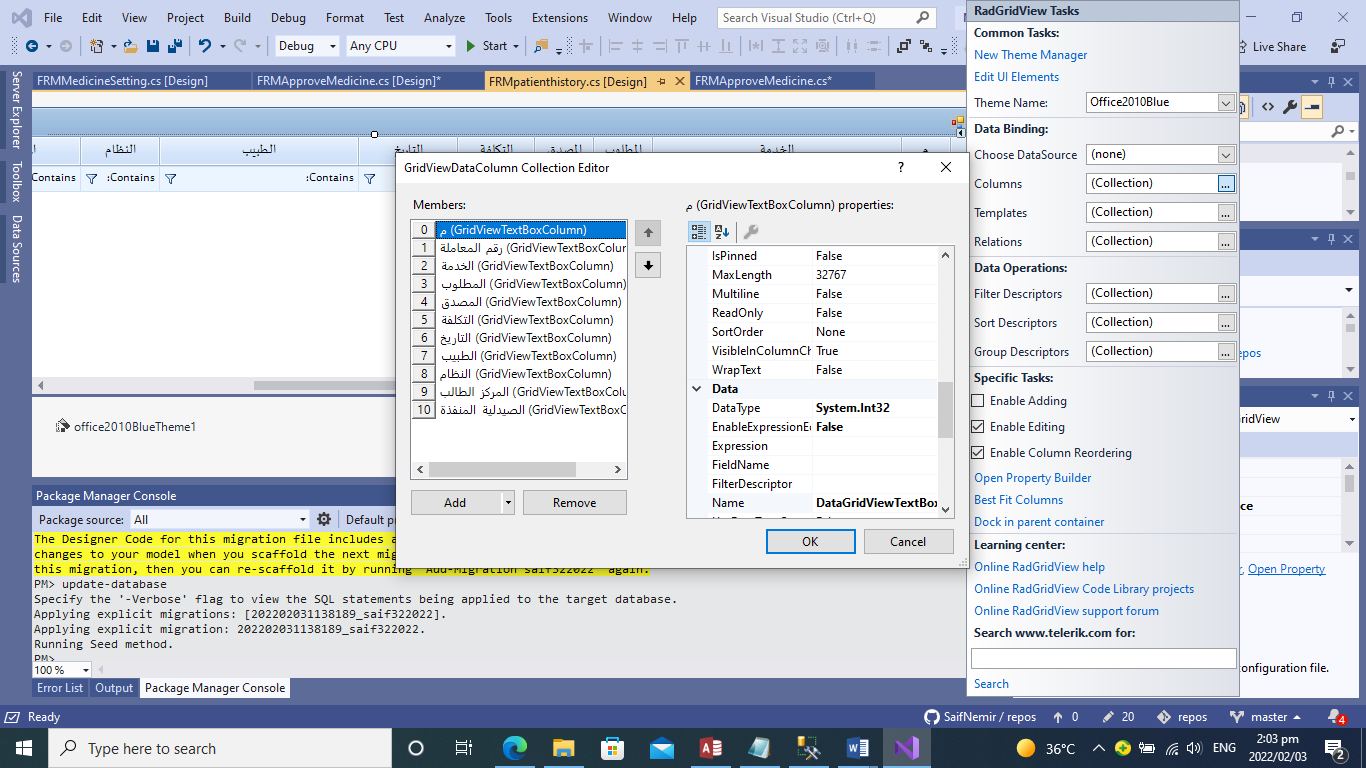 File Edit View Project Build Debug Format Test Analyze Tools Extensions Window Help Search Visual Studio (Ctrl+Q)
Debug Any CPU Start Live Share
FRMMedicineSetting.cs [Design] FRMApproveMedicine.cs [Design]* FRMpatienthistory.cs [Design] FRMApproveMedicine.cs*
Server Explorer
Toolbox
Data Sources
النظام الطبيب التاريخ التكلفة المصدق المطلوب الخدمة م
Contains Contains: Contains:
office2010BlueTheme1
GridViewDataColumn Collection Editor
Members:
0 م (GridViewTextBoxColumn)
1 رقم المعاملة (GridViewTextBoxColur
2 الخدمة (GridViewTextBoxColumn)
3 المطلوب (GridViewTextBoxColumn)
4 المصدق (GridViewTextBoxColumn)
5 التكلفة (GridViewTextBoxColumn)
6 التاريخ (GridViewTextBoxColumn)
7 الطبيب (GridViewTextBoxColumn)
8 النظام (GridViewTextBoxColumn)
9 المركز الطالب (GridViewTextBoxColu
10 الصيدلية المنفذة (GridViewTextBoxC
Add Remove
م (GridViewTextBoxColumn) properties:
IsPinned False
MaxLength 32767
Multiline False
ReadOnly False
SortOrder None
VisibleInColumnCh True
WrapText False
Data
DataType System.Int32
EnableExpressionEd False
Expression
FieldName
FilterDescriptor
Name DataGridViewTextBox
OK Cancel
RadGridView Tasks
Common Tasks:
New Theme Manager
Edit UI Elements
Theme Name: Office2010Blue
Data Binding:
Choose DataSource (none)
Columns (Collection) ...
Templates (Collection) ...
Relations (Collection) ...
Data Operations:
Filter Descriptors (Collection) ...
Sort Descriptors (Collection) ...
Group Descriptors (Collection) ...
Specific Tasks:
Enable Adding
Enable Editing
Enable Column Reordering
Open Property Builder
Best Fit Columns
Dock in parent container
Learning center:
Online RadGridView help
Online RadGridView Code Library projects
Online RadGridView support forum
Search www.telerik.com for:
Search
epos
ridView
ce
r, Open Property
onfiguration file.
Package Manager Console
Package source: All Default pr
The Designer Code for this migration file includes a
changes to your model when you scaffold the next mig
this migration, then you can re-scaffold it by running 'Add-Migration saif322022' again.
PM> update-database
Specify the '-Verbose' flag to view the SQL statements being applied to the target database.
Applying explicit migrations: [202202031138189_saif322022].
Applying explicit migration: 202202031138189_saif322022.
Running Seed method.
PM>
100 %
Error List Output Package Manager Console
Ready SaifNemir / repos 0 20 repos master 4
Type here to search 36°C ENG 2:03 pm
2022/02/03 2